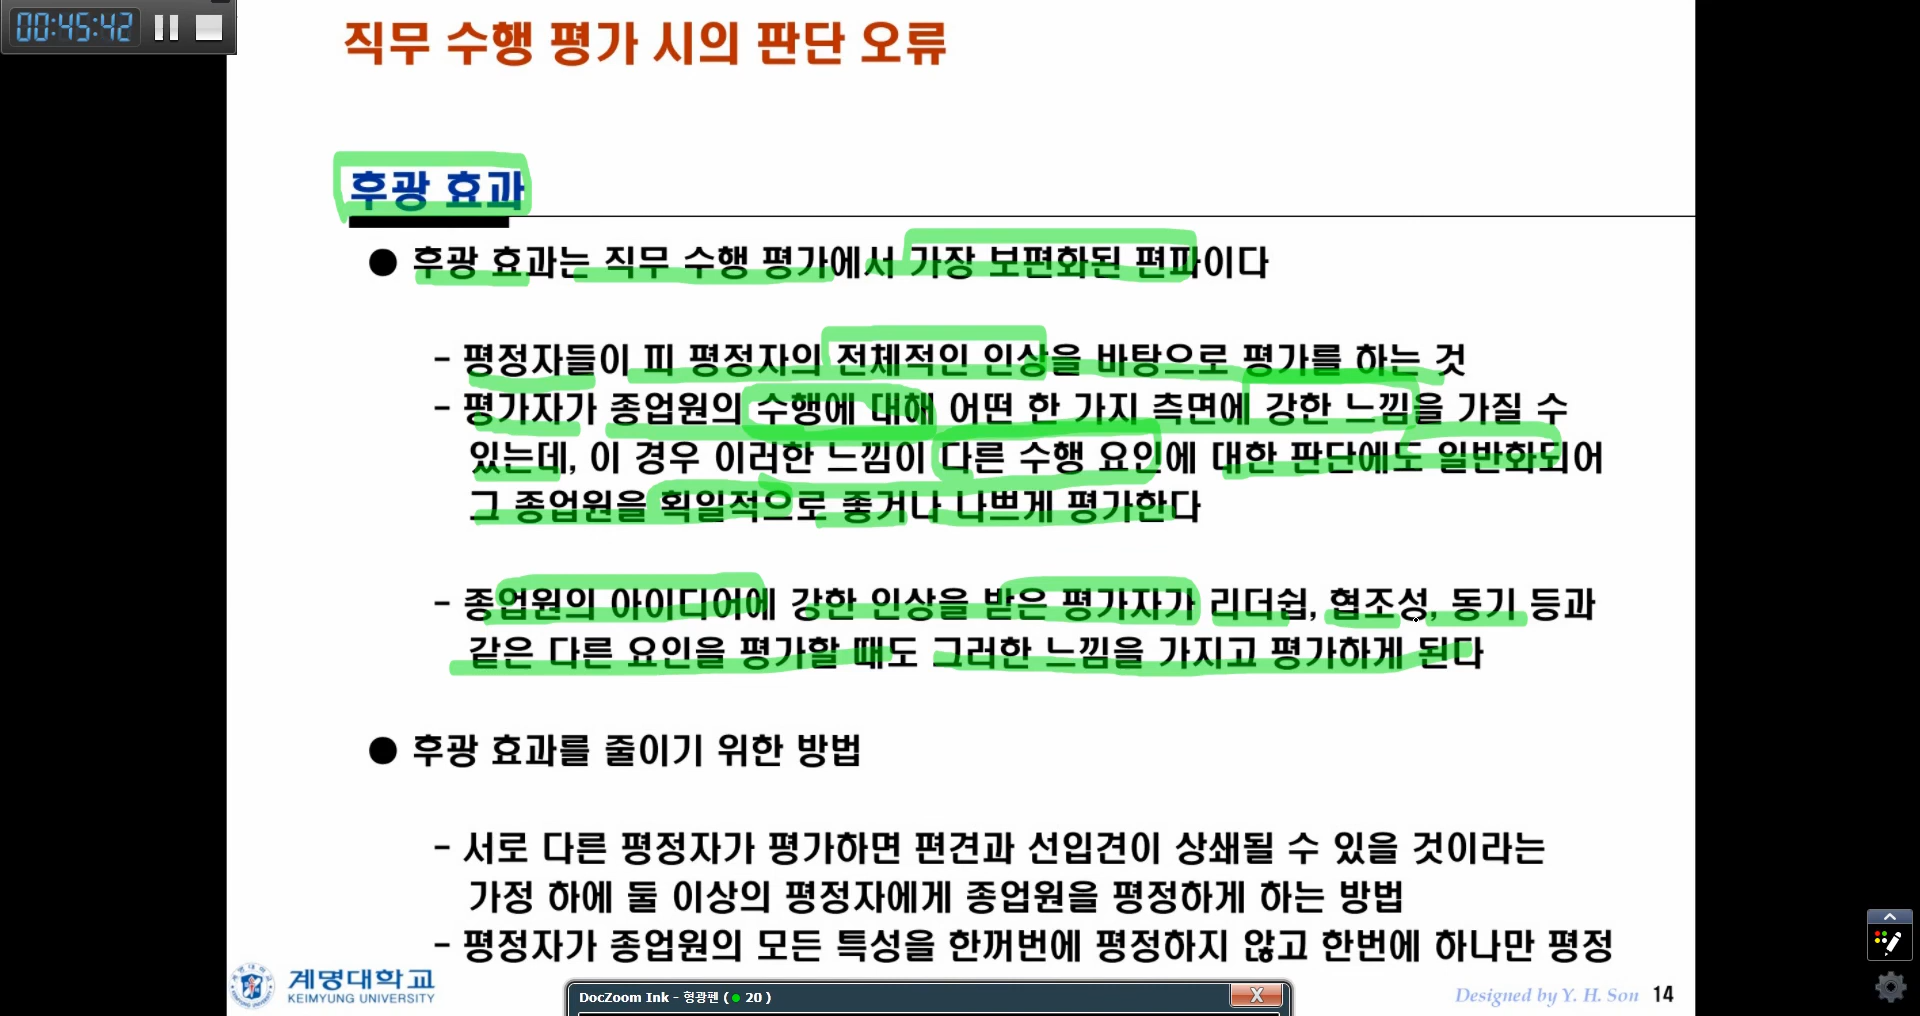 00:45:42
직무 수행 평가 시의 판단 오류
후광 효과
● 후광 효과는 직무 수행 평가에서 가장 보편화된 편파이다
- 평정자들이 피 평정자의 전체적인 인상을 바탕으로 평가를 하는 것
- 평가자가 종업원의 수행에 대해 어떤 한 가지 측면에 강한 느낌을 가질 수
있는데, 이 경우 이러한 느낌이 다른 수행 요인에 대한 판단에도 일반화되어
그 종업원을 획일적으로 좋거나 나쁘게 평가한다
- 종업원의 아이디어에 강한 인상을 받은 평가자가 리더쉽, 협조성, 동기 등과
같은 다른 요인을 평가할 때도 그러한 느낌을 가지고 평가하게 된다
● 후광 효과를 줄이기 위한 방법
- 서로 다른 평정자가 평가하면 편견과 선입견이 상쇄될 수 있을 것이라는
가정 하에 둘 이상의 평정자에게 종업원을 평정하게 하는 방법
- 평정자가 종업원의 모든 특성을 한꺼번에 평정하지 않고 한번에 하나만 평정
계명대학교
KEIMYUNG UNIVERSITY
DocZoom Ink - 형광펜 ( ● 20 )
X
Designed by Y. H. Son 14